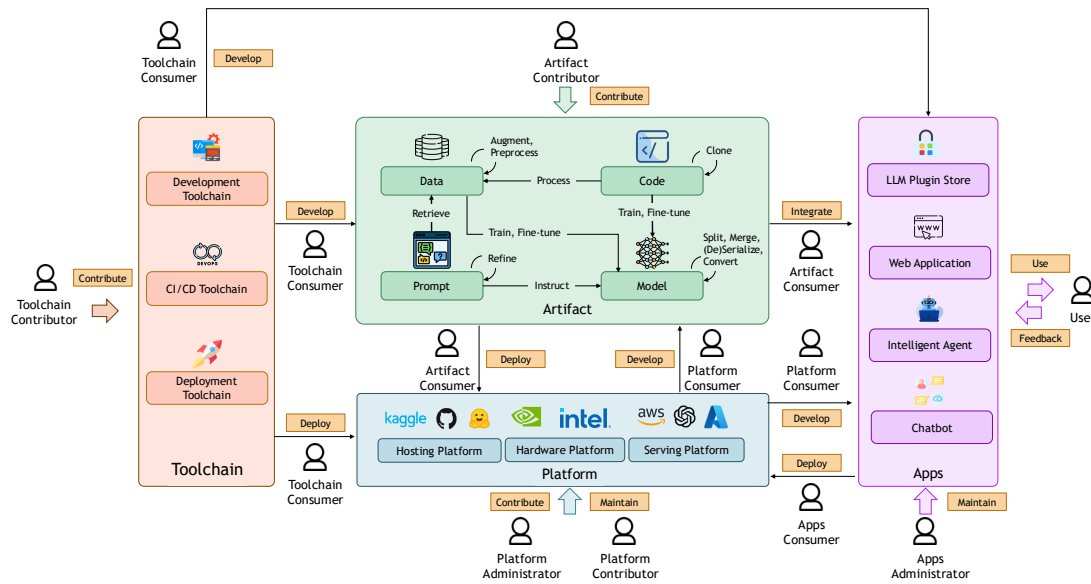 Toolchain
Consumer
Develop
Artifact
Contributor
Contribute
Development
Toolchain
DEVOPS
CI/CD Toolchain
Deployment
Toolchain
Toolchain
Contribute
Toolchain
Contributor
Develop
Toolchain
Consumer
Deploy
Toolchain
Consumer
Augment,
Preprocess
Data
Process
Code
Clone
Retrieve
Train, Fine-tune
Train, Fine-tune
Split, Merge,
(De)Serialize,
Convert
Refine
Prompt
Instruct
Model
Artifact
Integrate
Artifact
Consumer
Artifact
Consumer
Deploy
Develop
Platform
Consumer
Platform
Consumer
Develop
kaggle
intel.
aws
Hosting Platform
Hardware Platform
Serving Platform
Platform
Deploy
Apps
Consumer
Contribute
Maintain
Platform
Administrator
Platform
Contributor
LLM Plugin Store
WWW
Web Application
Intelligent Agent
Chatbot
Apps
Maintain
Apps
Administrator
Use
Feedback
User